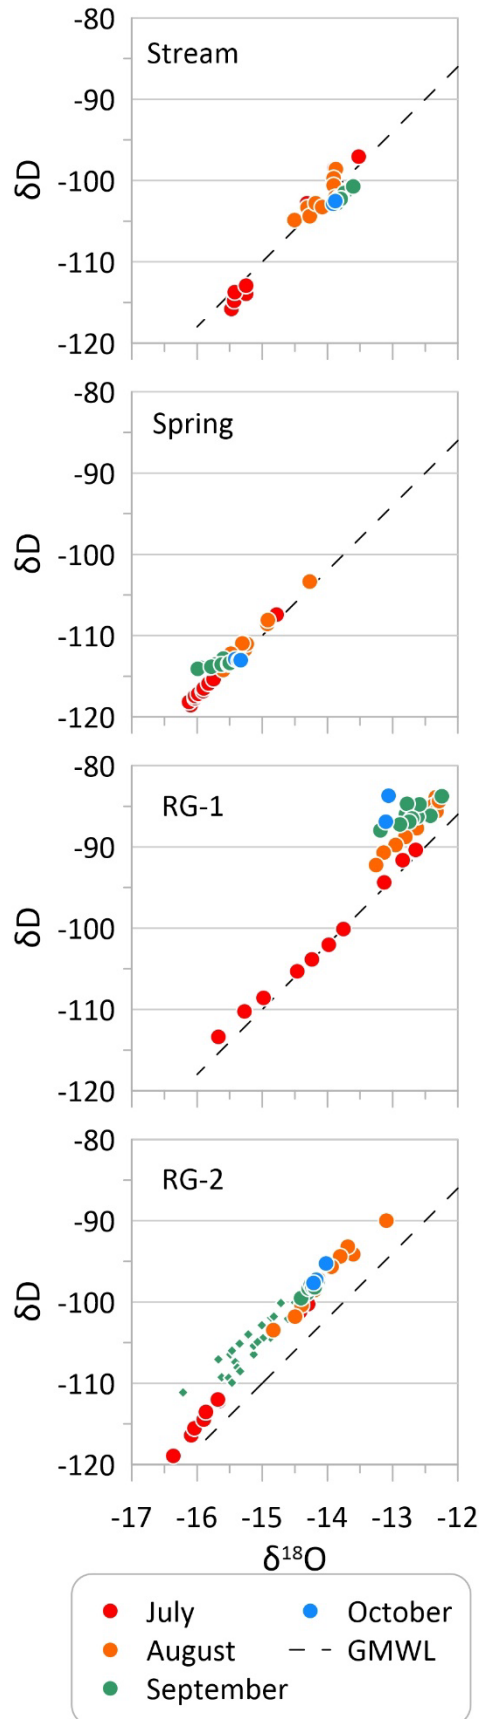 -80
Stream
-90
δD
-100
-110
-120
-80
Spring
-90
δD
-100
-110
-120
-80
RG-1
-90
δD
-100
-110
-120
-80
RG-2
-90
δD
-100
-110
-120
-17 -16 -15 -14 -13 -12
δ¹⁸O
July October
August GMWL
September